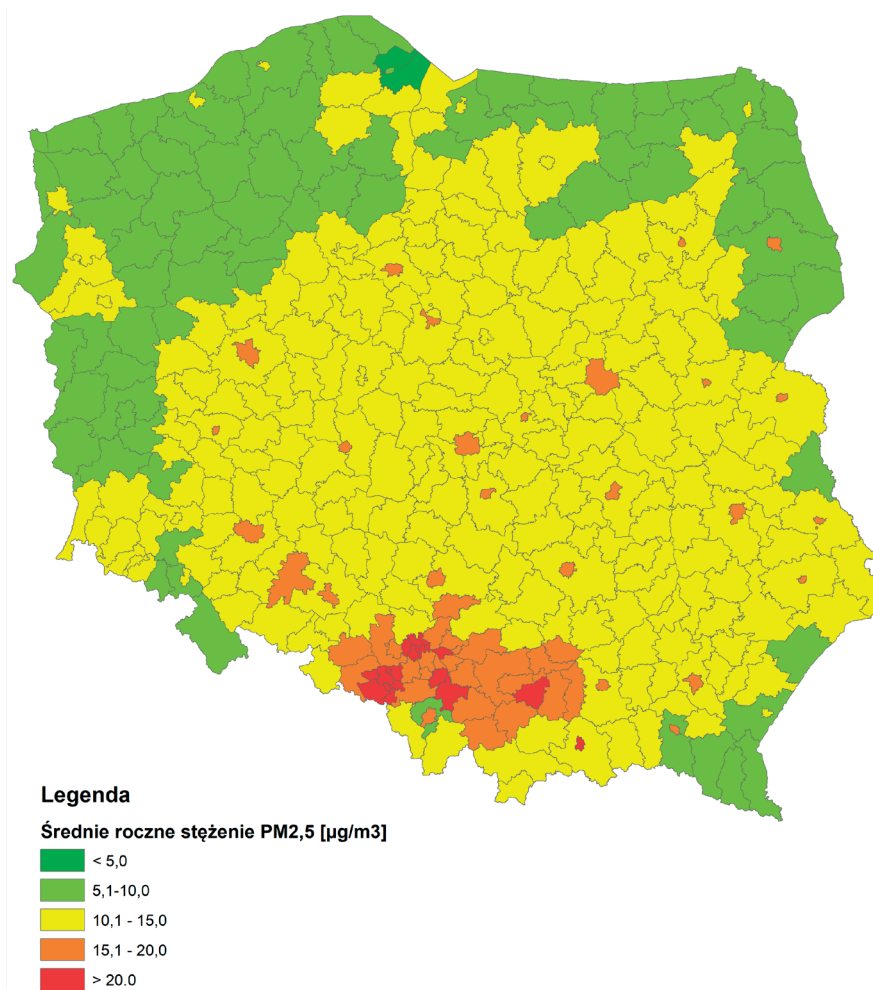 Legenda
Średnie roczne stężenie PM2,5 [µg/m3]
< 5,0
5,1-10,0
10,1 - 15,0
15,1 - 20,0
> 20.0